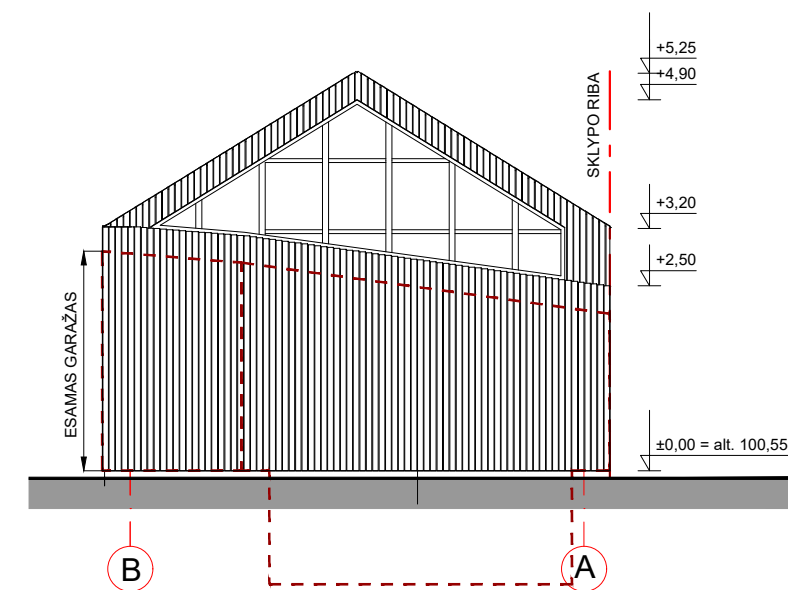 +5,25
+4,90
SKLYPO RIBA
+3,20
+2,50
ESAMAS GARAŽAS
±0,00 = alt. 100,55
B
A